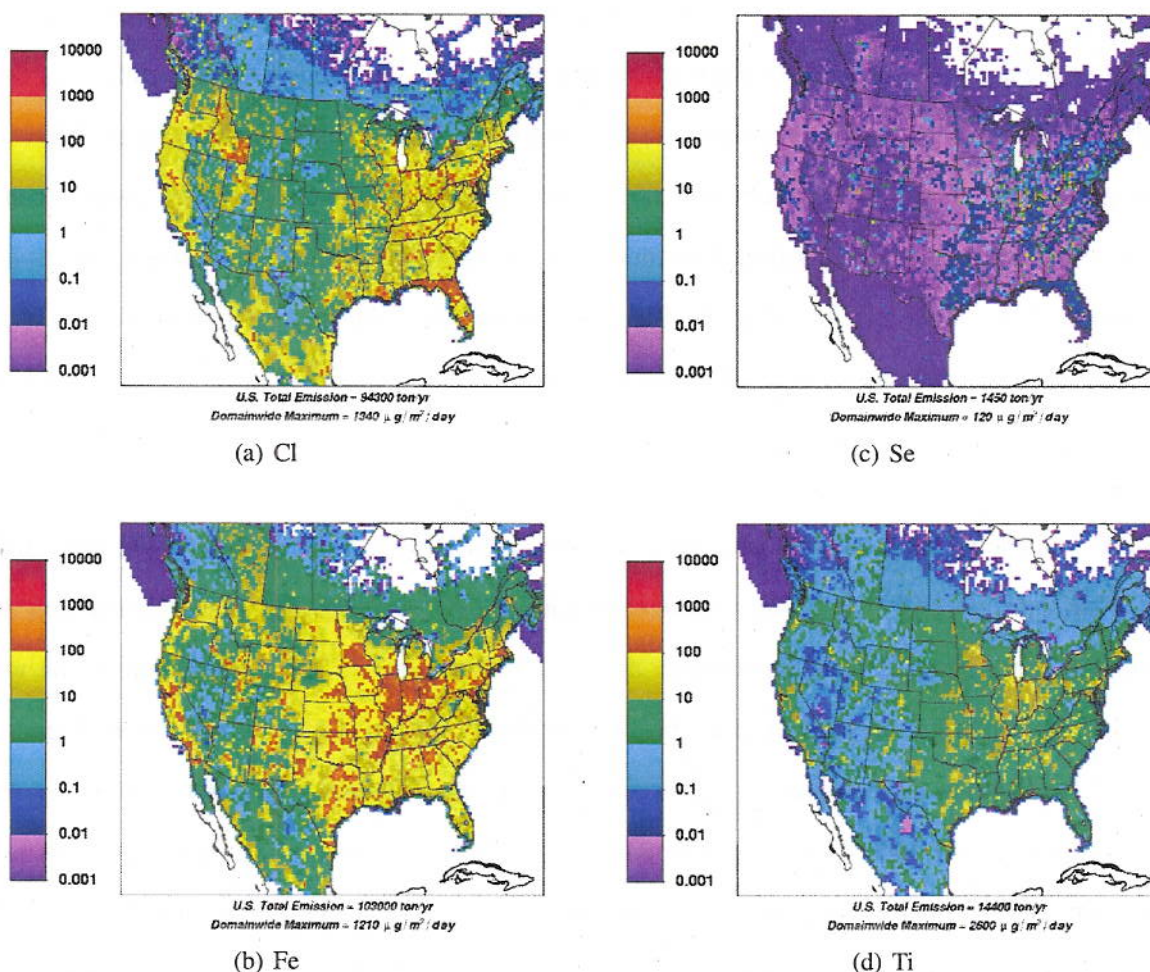 10000
1000
100
10
1
0.1
0.01
0.001
U.S. Total Emission = 94300 ton/yr
Domainwide Maximum = 1340 μ g/m²/day
(a) Cl
10000
1000
100
10
1
0.1
0.01
0.001
U.S. Total Emission = 1450 ton/yr
Domainwide Maximum = 120 μ g/m²/day
(c) Se
10000
1000
100
10
1
0.1
0.01
0.001
U.S. Total Emission = 103000 ton/yr
Domainwide Maximum = 1210 μ g/m²/day
(b) Fe
10000
1000
100
10
1
0.1
0.01
0.001
U.S. Total Emission = 14400 ton/yr
Domainwide Maximum = 2600 μ g/m²/day
(d) Ti